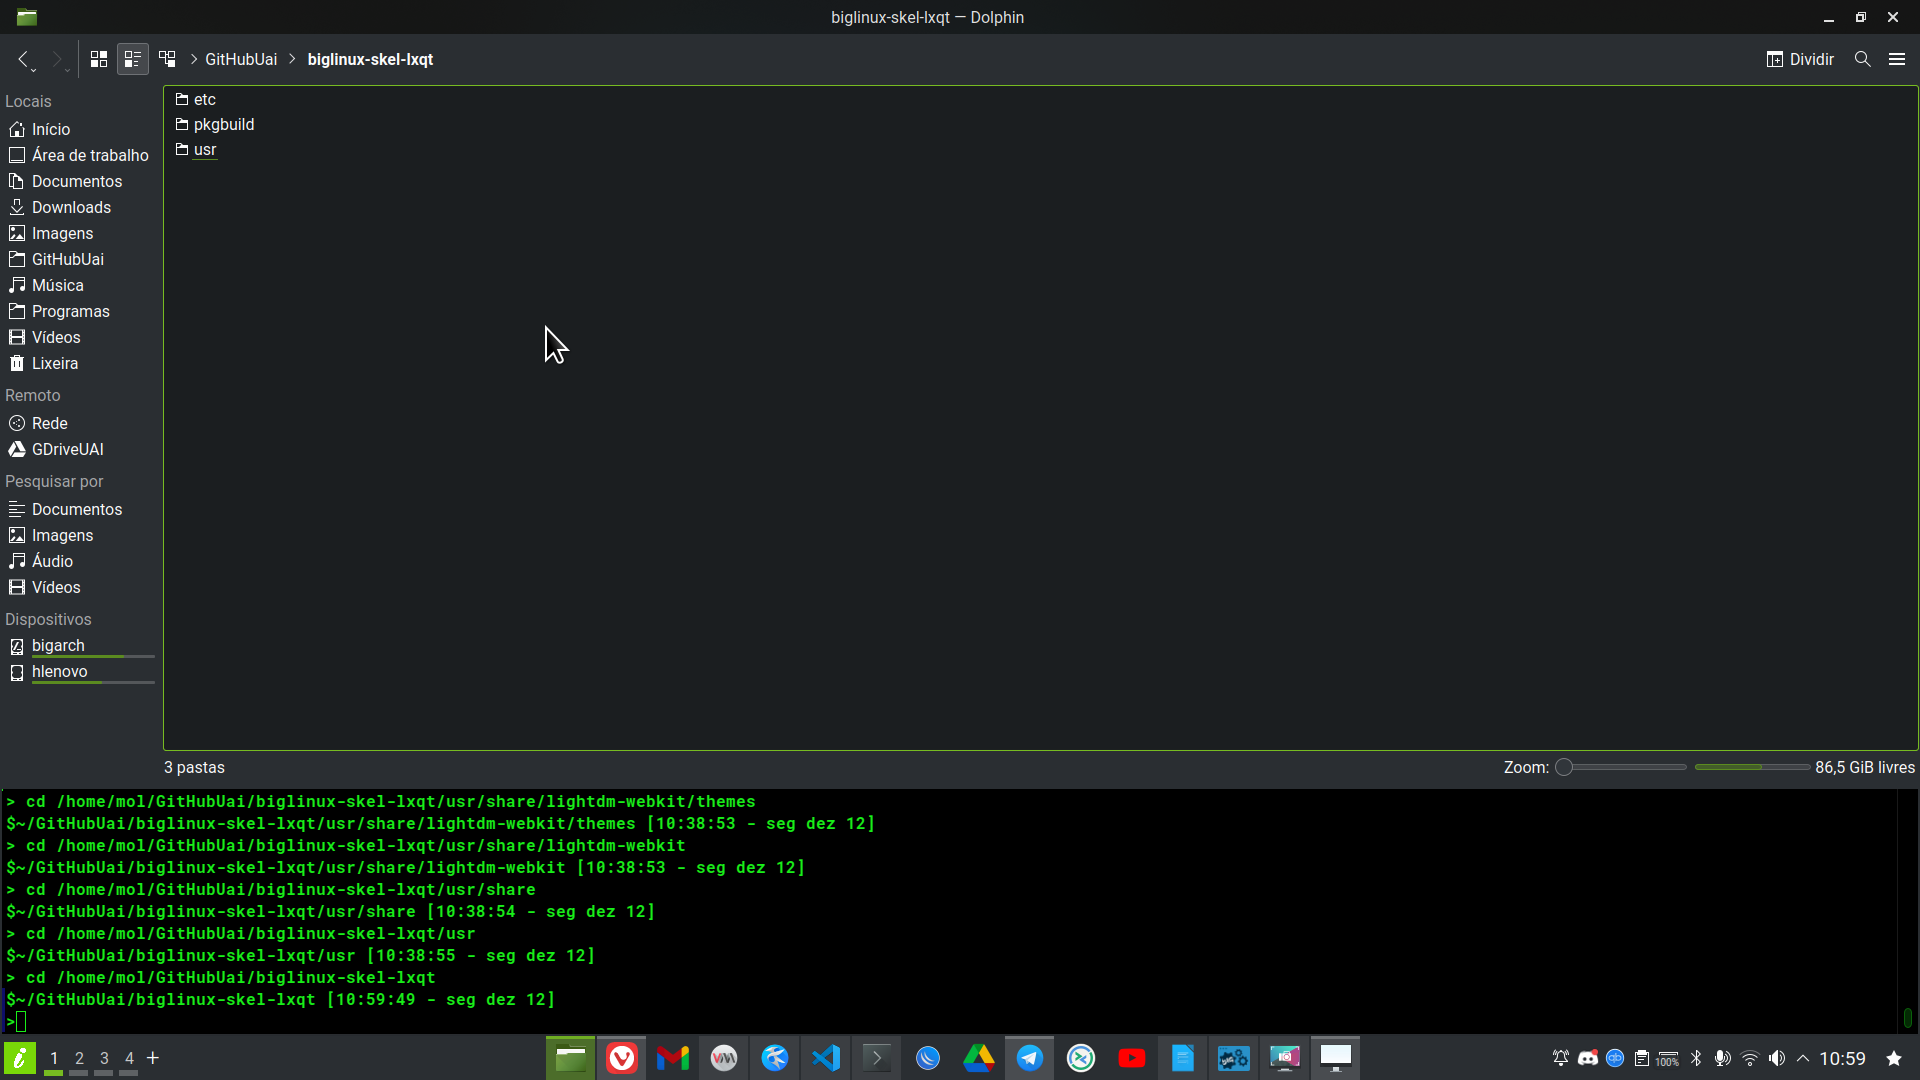 biglinux-skel-lxqt — Dolphin
GitHubUai
biglinux-skel-lxqt
Dividir
Locais
Início
Área de trabalho
Documentos
Downloads
Imagens
GitHubUai
Música
Programas
Vídeos
Lixeira
Remoto
Rede
GDriveUAI
Pesquisar por
Documentos
Imagens
Áudio
Vídeos
Dispositivos
bigarch
hlenovo
etc
pkgbuild
usr
3 pastas
Zoom:
86,5 GiB livres
> cd /home/mol/GitHubUai/biglinux-skel-lxqt/usr/share/lightdm-webkit/themes
$~/GitHubUai/biglinux-skel-lxqt/usr/share/lightdm-webkit/themes [10:38:53 - seg dez 12]
> cd /home/mol/GitHubUai/biglinux-skel-lxqt/usr/share/lightdm-webkit
$~/GitHubUai/biglinux-skel-lxqt/usr/share/lightdm-webkit [10:38:53 - seg dez 12]
> cd /home/mol/GitHubUai/biglinux-skel-lxqt/usr/share
$~/GitHubUai/biglinux-skel-lxqt/usr/share [10:38:54 - seg dez 12]
> cd /home/mol/GitHubUai/biglinux-skel-lxqt/usr
$~/GitHubUai/biglinux-skel-lxqt/usr [10:38:55 - seg dez 12]
> cd /home/mol/GitHubUai/biglinux-skel-lxqt
$~/GitHubUai/biglinux-skel-lxqt [10:59:49 - seg dez 12]
>
1 2 3 4 +
qb
100%
10:59